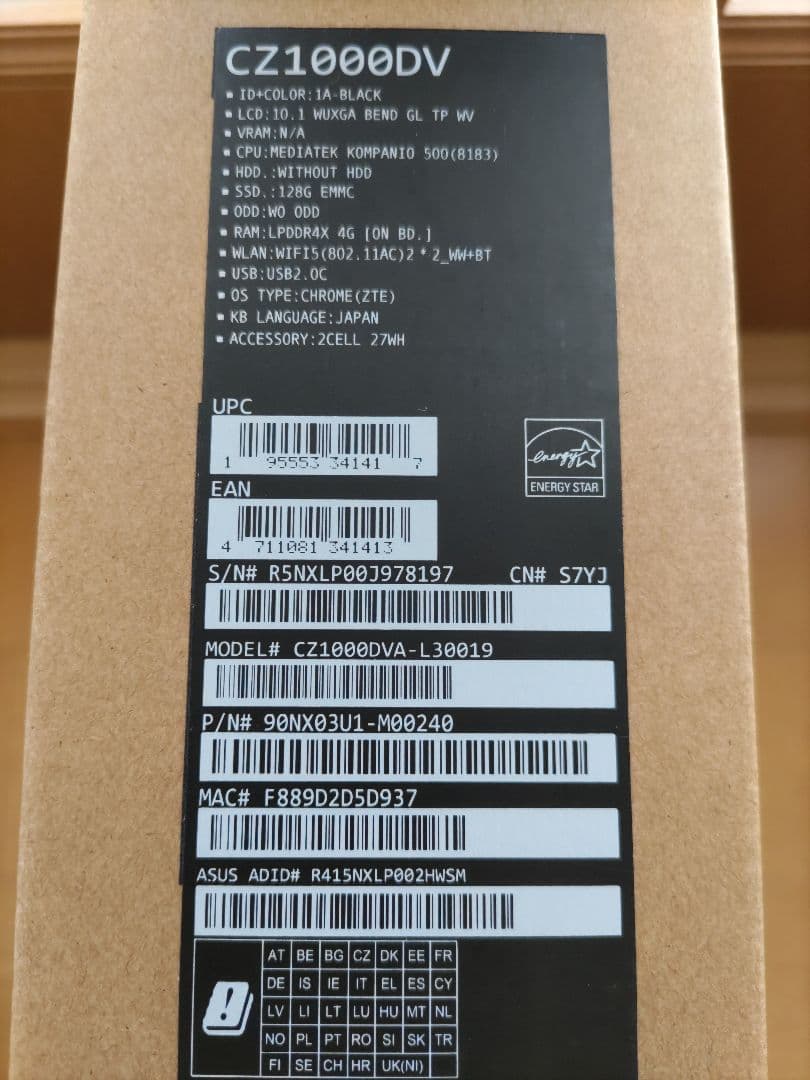 CZ1000DV
▪ ID+COLOR:1A-BLACK
▪ LCD:10.1 WUXGA BEND GL TP WV
▪ VRAM:N/A
▪ CPU:MEDIATEK KOMPANIO 500(8183)
▪ HDD.:WITHOUT HDD
▪ SSD.:128G EMMC
▪ ODD:WO ODD
▪ RAM:LPDDR4X 4G [ON BD.]
▪ WLAN:WIFI5(802.11AC)2*2_WW+BT
▪ USB:USB2.0C
▪ OS TYPE:CHROME(ZTE)
▪ KB LANGUAGE:JAPAN
▪ ACCESSORY:2CELL 27WH
UPC
1 95553 34141 7
energy
ENERGY STAR
EAN
4 711081 341413
S/N# R5NXLP00J978197 CN# S7YJ
MODEL# CZ1000DVA-L30019
P/N# 90NX03U1-M00240
MAC# F889D2D5D937
ASUS ADID# R415NXLP002HWSM
AT BE BG CZ DK EE FR
DE IS IE IT EL ES CY
LV LI LT LU HU MT NL
NO PL PT RO SI SK TR
FI SE CH HR UK(NI)